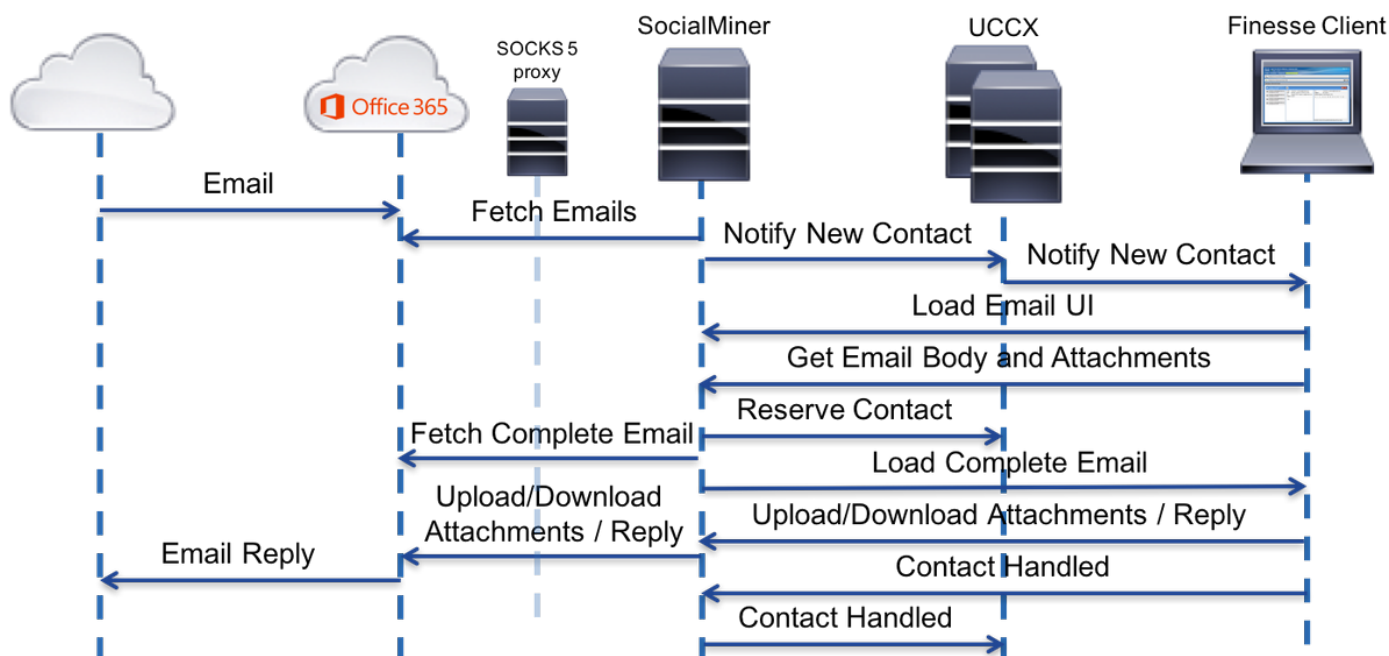 SocialMiner
UCCX
Finesse Client
SOCKS 5
proxy
Office 365
Email
Fetch Emails
Notify New Contact
Notify New Contact
Load Email UI
Get Email Body and Attachments
Reserve Contact
Fetch Complete Email
Load Complete Email
Upload/Download
Attachments / Reply
Upload/Download Attachments / Reply
Email Reply
Contact Handled
Contact Handled